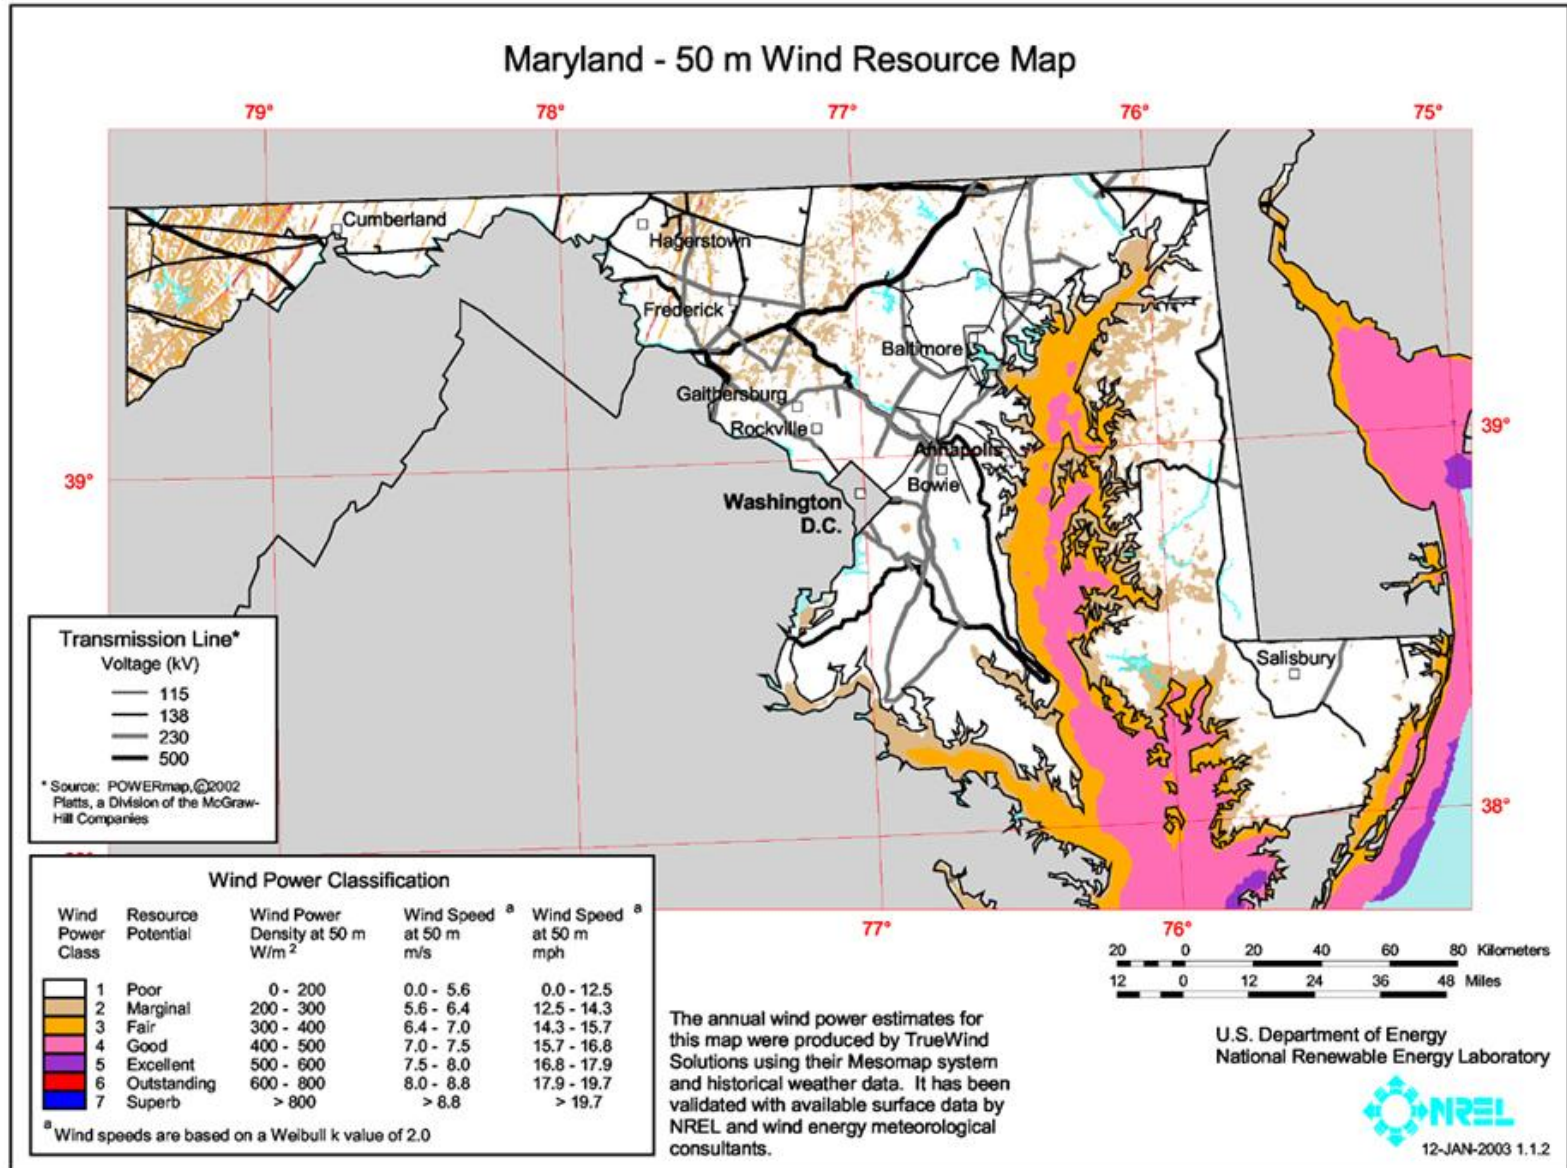 Maryland - 50 m Wind Resource Map
79°
78°
77°
76°
75°
Cumberland
Hagerstown
Frederick
Baltimore
Gaithersburg
Rockville
39°
39°
Annapolis
Bowie
Washington
D.C.
Salisbury
38°
77°
76°
Transmission Line*
Voltage (kV)
115
138
230
500
* Source: POWERmap,©2002
Platts, a Division of the McGraw-
Hill Companies
Wind Power Classification
Wind Resource Wind Power Wind Speed a Wind Speed a
Power Potential Density at 50 m at 50 m at 50 m
Class W/m 2 m/s mph
1 Poor 0 - 200 0.0 - 5.6 0.0 - 12.5
2 Marginal 200 - 300 5.6 - 6.4 12.5 - 14.3
3 Fair 300 - 400 6.4 - 7.0 14.3 - 15.7
4 Good 400 - 500 7.0 - 7.5 15.7 - 16.8
5 Excellent 500 - 600 7.5 - 8.0 16.8 - 17.9
6 Outstanding 600 - 800 8.0 - 8.8 17.9 - 19.7
7 Superb > 800 > 8.8 > 19.7
a Wind speeds are based on a Weibull k value of 2.0
The annual wind power estimates for
this map were produced by TrueWind
Solutions using their Mesomap system
and historical weather data. It has been
validated with available surface data by
NREL and wind energy meteorological
consultants.
20 0 20 40 60 80 Kilometers
12 0 12 24 36 48 Miles
U.S. Department of Energy
National Renewable Energy Laboratory
NREL
12-JAN-2003 1.1.2